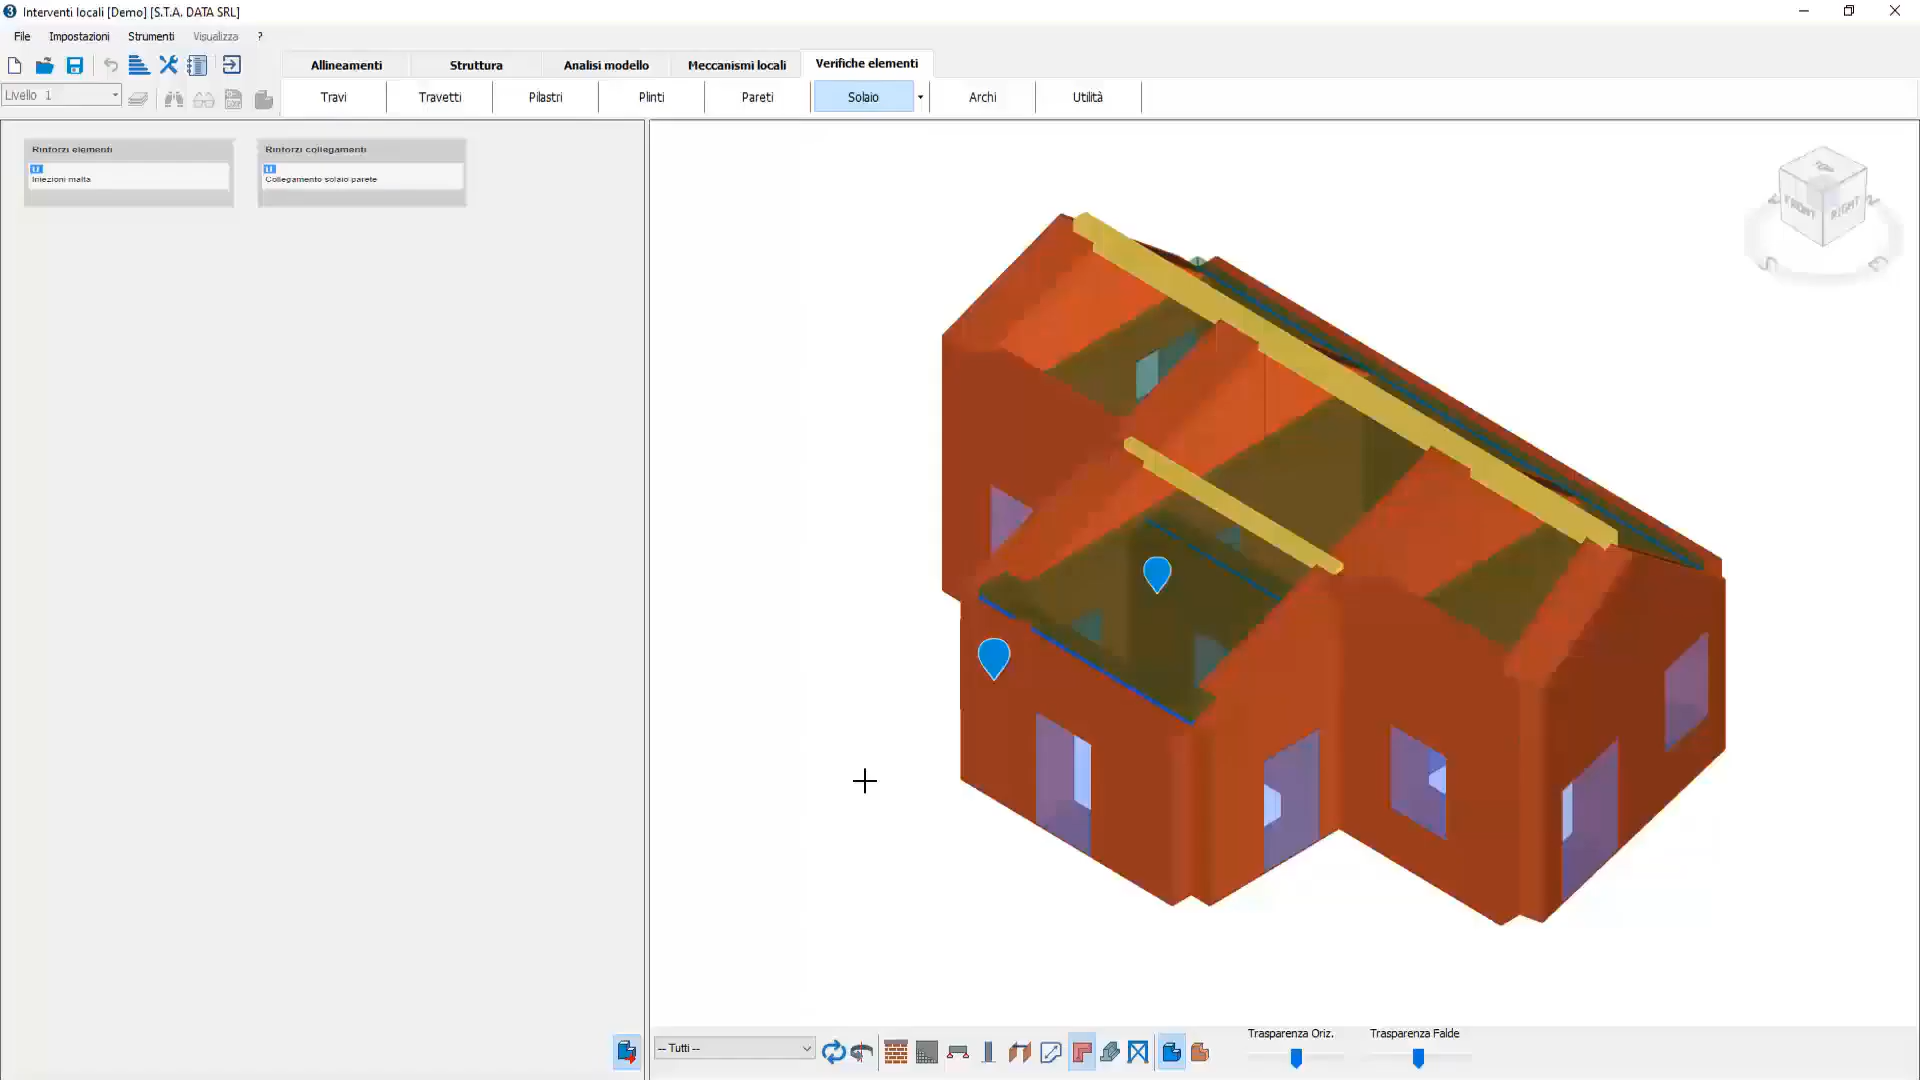 Interventi locali [Demo] [S.T.A. DATA SRL]
File Impostazioni Strumenti Visualizza ?
Allineamenti Struttura Analisi modello Meccanismi locali Verifiche elementi
Livello 1
Travi Travetti Pilastri Plinti Pareti Solaio Archi Utilità
Rinforzi elementi
Iniezioni malta
Rinforzi collegamenti
Collegamento solaio parete
FRONT RIGHT
-- Tutti --
Trasparenza Oriz. Trasparenza Falde